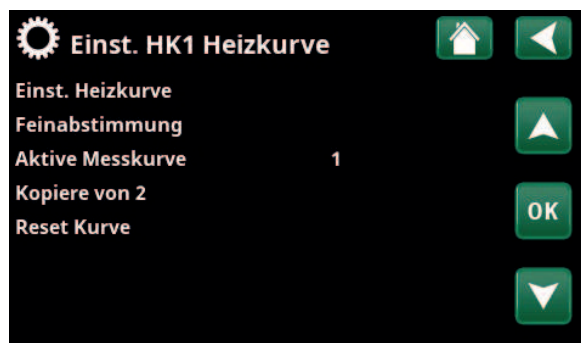 Einst. HK1 Heizkurve
Einst. Heizkurve
Feinabstimmung
Aktive Messkurve 1
Kopiere von 2
OK
Reset Kurve